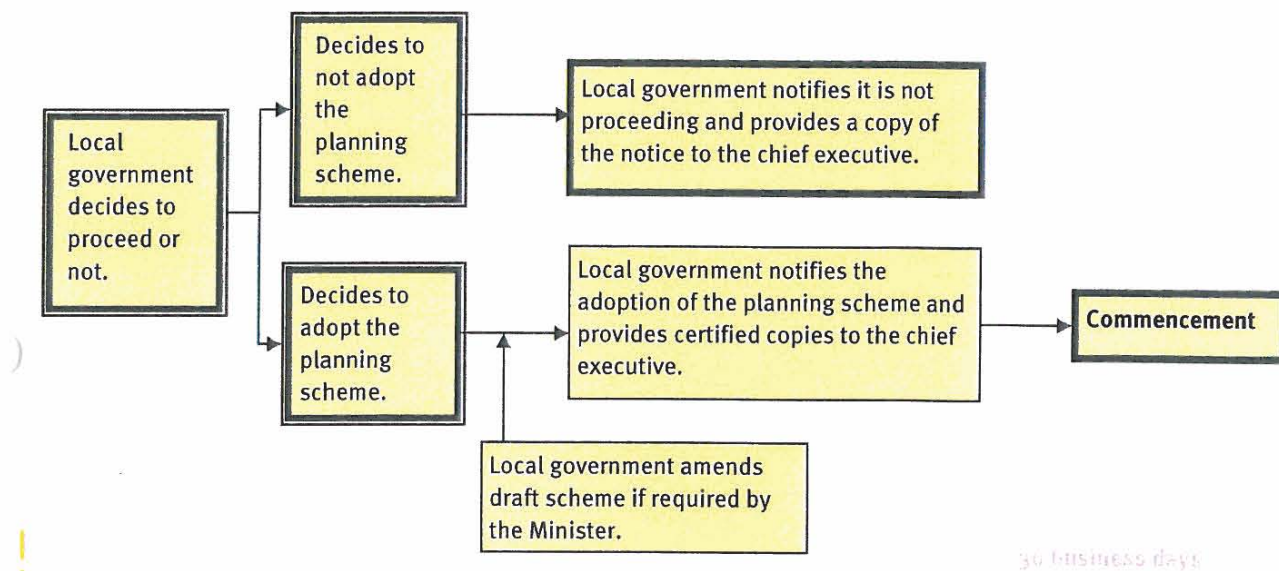 Local
government
decides to
proceed or
not.
Decides to
not adopt
the
planning
scheme.
Local government notifies it is not
proceeding and provides a copy of
the notice to the chief executive.
Decides to
adopt the
planning
scheme.
Local government notifies the
adoption of the planning scheme and
provides certified copies to the chief
executive.
Commencement
Local government amends
draft scheme if required by
the Minister.
30 business days